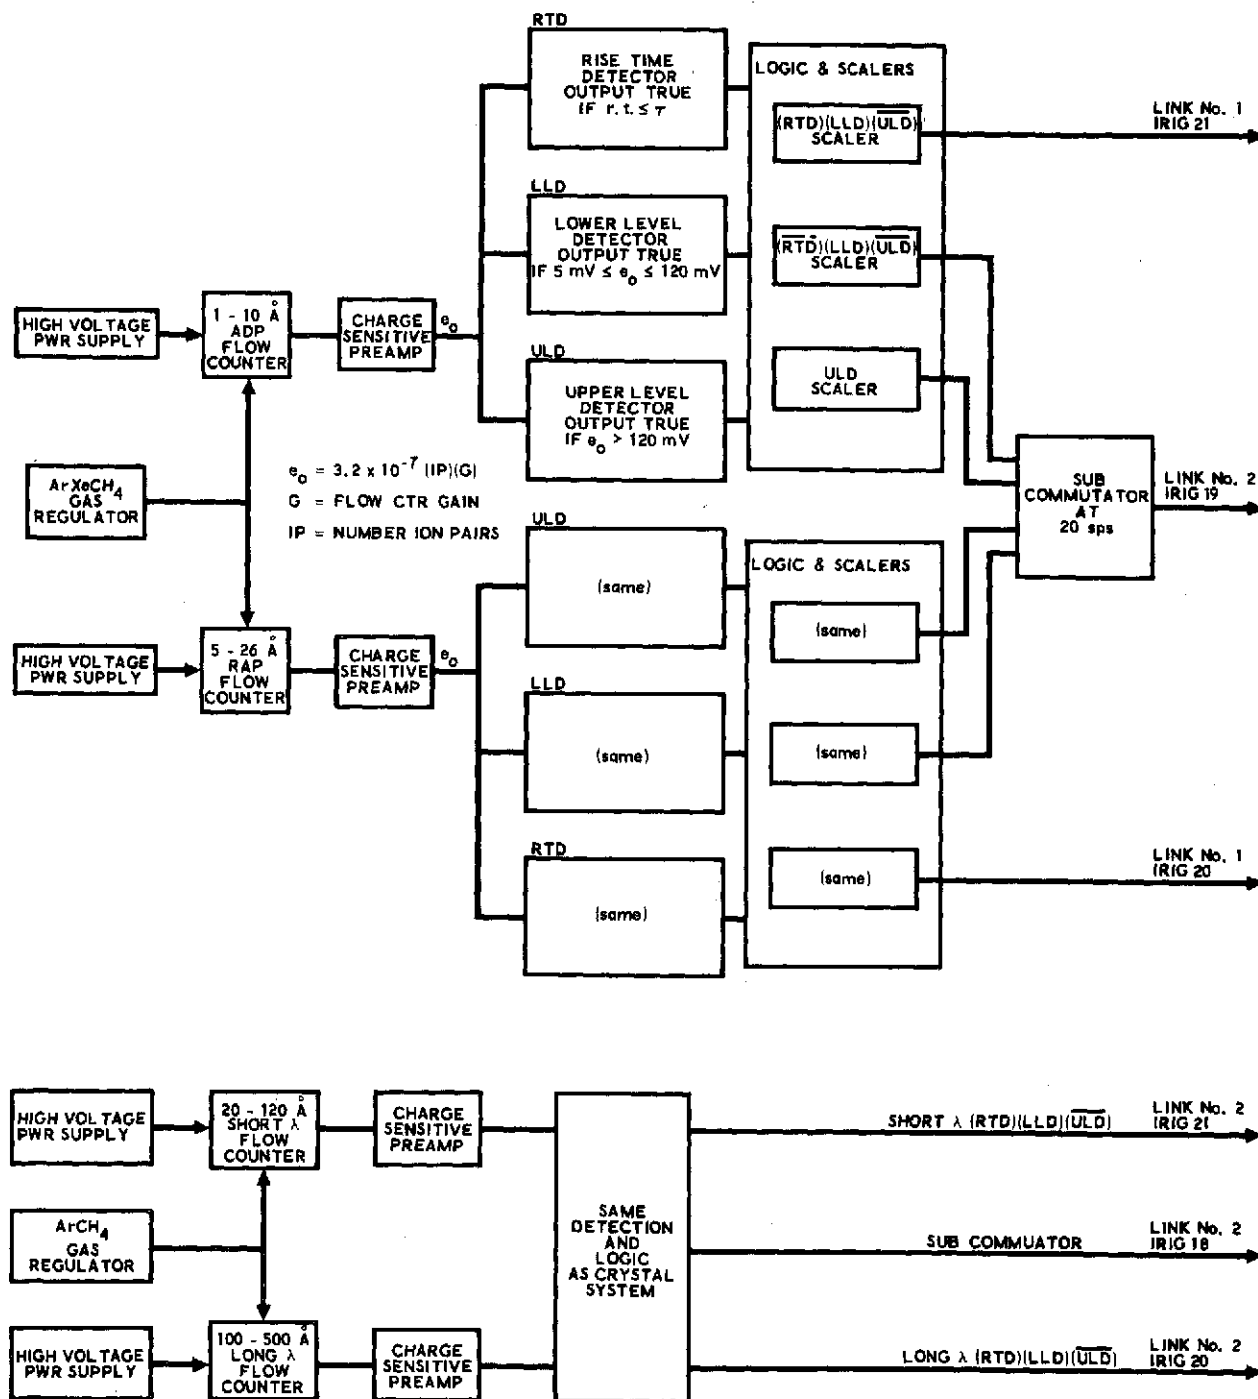 RTD
RISE TIME
DETECTOR
OUTPUT TRUE
IF r. t. ≤ τ
LOGIC & SCALERS
(RTD)(LLD)(U̅L̅D̅)
SCALER
LINK No. 1
IRIG 21
LLD
LOWER LEVEL
DETECTOR
OUTPUT TRUE
IF 5 mV ≤ e₀ ≤ 120 mV
(R̅T̅D̅)(LLD)(U̅L̅D̅)
SCALER
HIGH VOLTAGE
PWR SUPPLY
1 - 10 Å
ADP
FLOW
COUNTER
CHARGE
SENSITIVE
PREAMP
e₀
ULD
UPPER LEVEL
DETECTOR
OUTPUT TRUE
IF e₀ > 120 mV
ULD
SCALER
ArXeCH₄
GAS
REGULATOR
e₀ = 3.2 x 10⁻⁷ (IP)(G)
G = FLOW CTR GAIN
IP = NUMBER ION PAIRS
SUB
COMMUTATOR
AT
20 sps
LINK No. 2
IRIG 19
ULD
(same)
LOGIC & SCALERS
(same)
HIGH VOLTAGE
PWR SUPPLY
5 - 26 Å
RAP
FLOW
COUNTER
CHARGE
SENSITIVE
PREAMP
e₀
LLD
(same)
(same)
RTD
(same)
(same)
LINK No. 1
IRIG 20
HIGH VOLTAGE
PWR SUPPLY
20 - 120 Å
SHORT λ
FLOW
COUNTER
CHARGE
SENSITIVE
PREAMP
SHORT λ (RTD)(LLD)(U̅L̅D̅)
LINK No. 2
IRIG 21
ArCH₄
GAS
REGULATOR
SAME
DETECTION
AND
LOGIC
AS CRYSTAL
SYSTEM
SUB COMMUATOR
LINK No. 2
IRIG 18
HIGH VOLTAGE
PWR SUPPLY
100 - 500 Å
LONG λ
FLOW
COUNTER
CHARGE
SENSITIVE
PREAMP
LONG λ (RTD)(LLD)(U̅L̅D̅)
LINK No. 2
IRIG 20